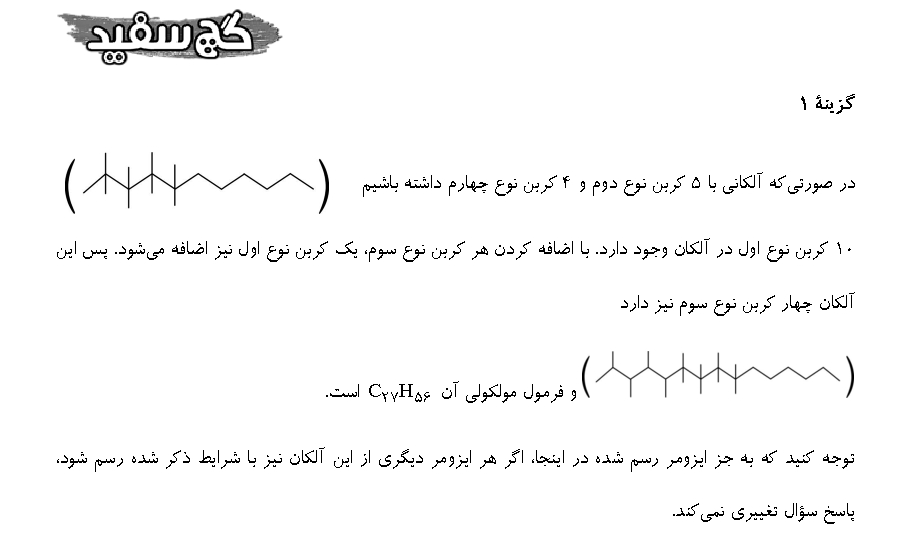 گچ سفید
گزینهٔ ۱
در صورتی‌که آلکانی با ۵ کربن نوع دوم و ۴ کربن نوع چهارم داشته باشیم ( )
۱۰ کربن نوع اول در آلکان وجود دارد. با اضافه کردن هر کربن نوع سوم، یک کربن نوع اول نیز اضافه می‌شود. پس این
آلکان چهار کربن نوع سوم نیز دارد
( ) و فرمول مولکولی آن C۲۷H۵۶ است.
توجه کنید که به جز ایزومر رسم شده در اینجا، اگر هر ایزومر دیگری از این آلکان نیز با شرایط ذکر شده رسم شود،
پاسخ سؤال تغییری نمی‌کند.